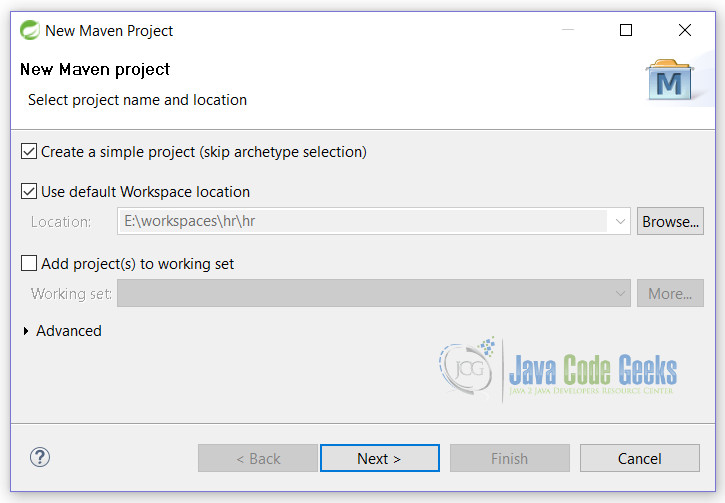 New Maven Project
New Maven project
Select project name and location
M
Create a simple project (skip archetype selection)
Use default Workspace location
Location: E:\workspaces\hr\hr Browse...
Add project(s) to working set
Working set: More...
Advanced
JCG Java Code Geeks
JAVA 2 JAVA DEVELOPERS RESOURCE CENTER
? < Back Next > Finish Cancel